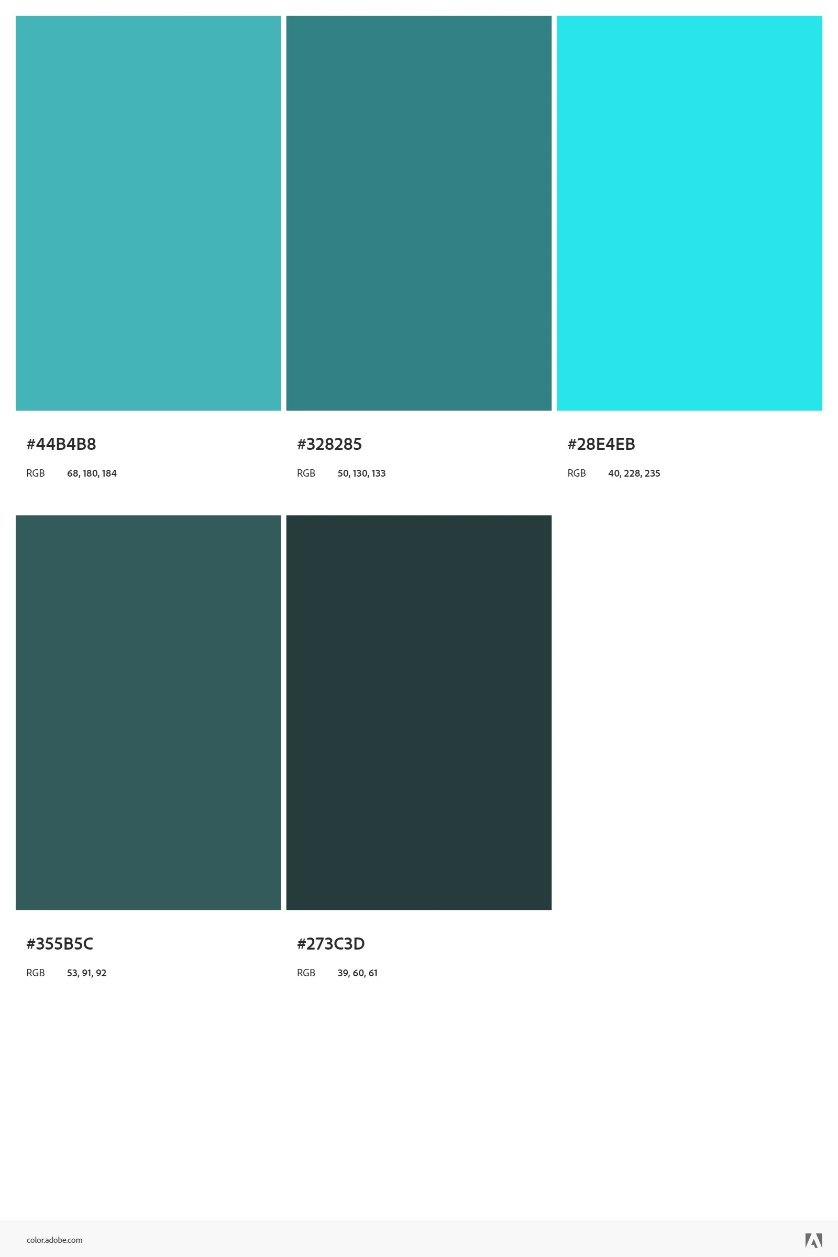 #44B4B8 #328285 #28E4EB
RGB 68, 180, 184 RGB 50, 130, 133 RGB 40, 228, 235
#355B5C #273C3D
RGB 53, 91, 92 RGB 39, 60, 61
color.adobe.com